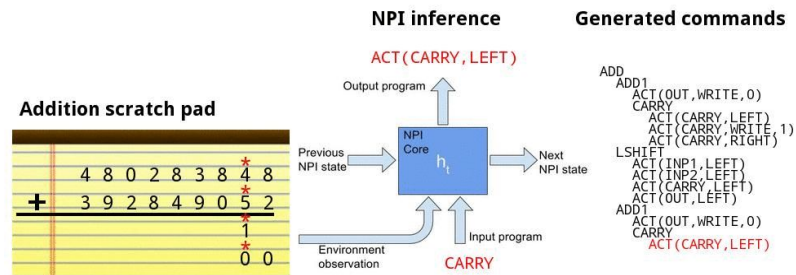 Addition scratch pad
*
4 8 0 2 8 3 8 4 8
*
+ 3 9 2 8 4 9 0 5 2
*
1
*
0 0
NPI inference
ACT(CARRY,LEFT)
Output program
NPI
Core
ht
Previous
NPI state
Next
NPI state
Environment
observation
Input program
CARRY
Generated commands
ADD
ADD1
ACT(OUT,WRITE,0)
CARRY
ACT(CARRY,LEFT)
ACT(CARRY,WRITE,1)
ACT(CARRY,RIGHT)
LSHIFT
ACT(INP1,LEFT)
ACT(INP2,LEFT)
ACT(CARRY,LEFT)
ACT(OUT,LEFT)
ADD1
ACT(OUT,WRITE,0)
CARRY
ACT(CARRY,LEFT)